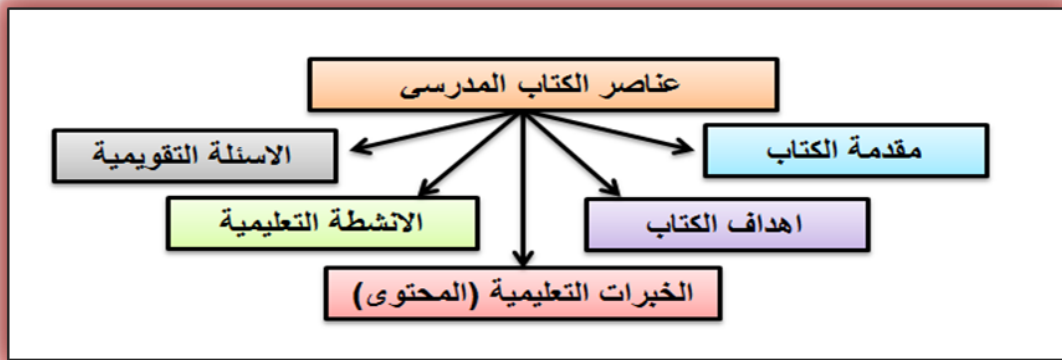 عناصر الكتاب المدرسى
مقدمة الكتاب
الاسئلة التقويمية
اهداف الكتاب
الانشطة التعليمية
الخبرات التعليمية (المحتوى)